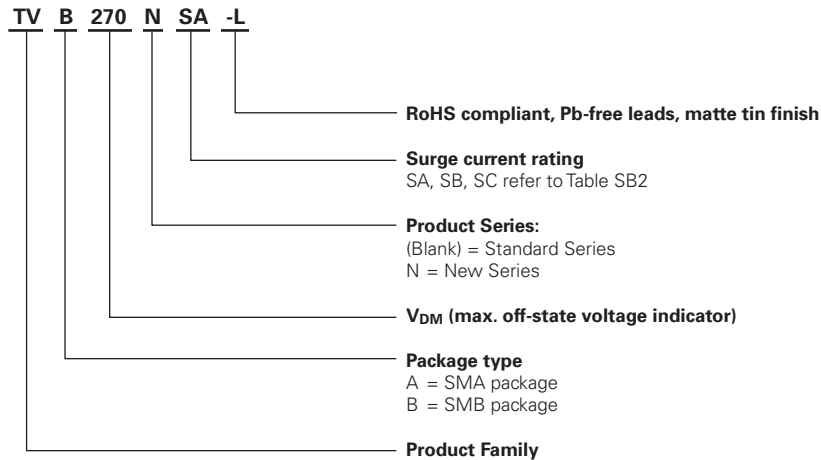 TV B 270 N SA -L
RoHS compliant, Pb-free leads, matte tin finish
Surge current rating
SA, SB, SC refer to Table SB2
Product Series:
(Blank) = Standard Series
N = New Series
VDM (max. off-state voltage indicator)
Package type
A = SMA package
B = SMB package
Product Family